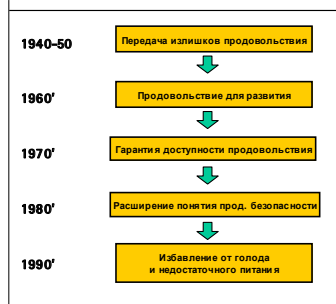 1940-50
Передача излишков продовольствия
1960'
Продовольствие для развития
1970'
Гарантия доступности продовольствия
1980'
Расширение понятия прод. безопасности
1990'
Избавление от голода
и недостаточного питания